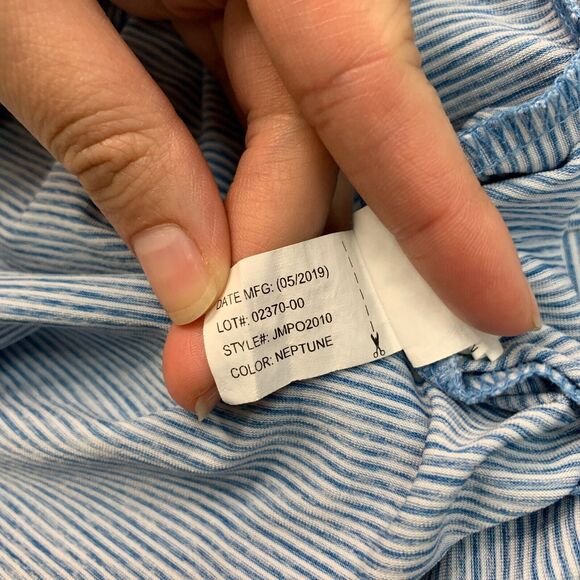 DATE MFG: (05/2019)
LOT#: 02370-00
STYLE#: JMPO2010
COLOR: NEPTUNE